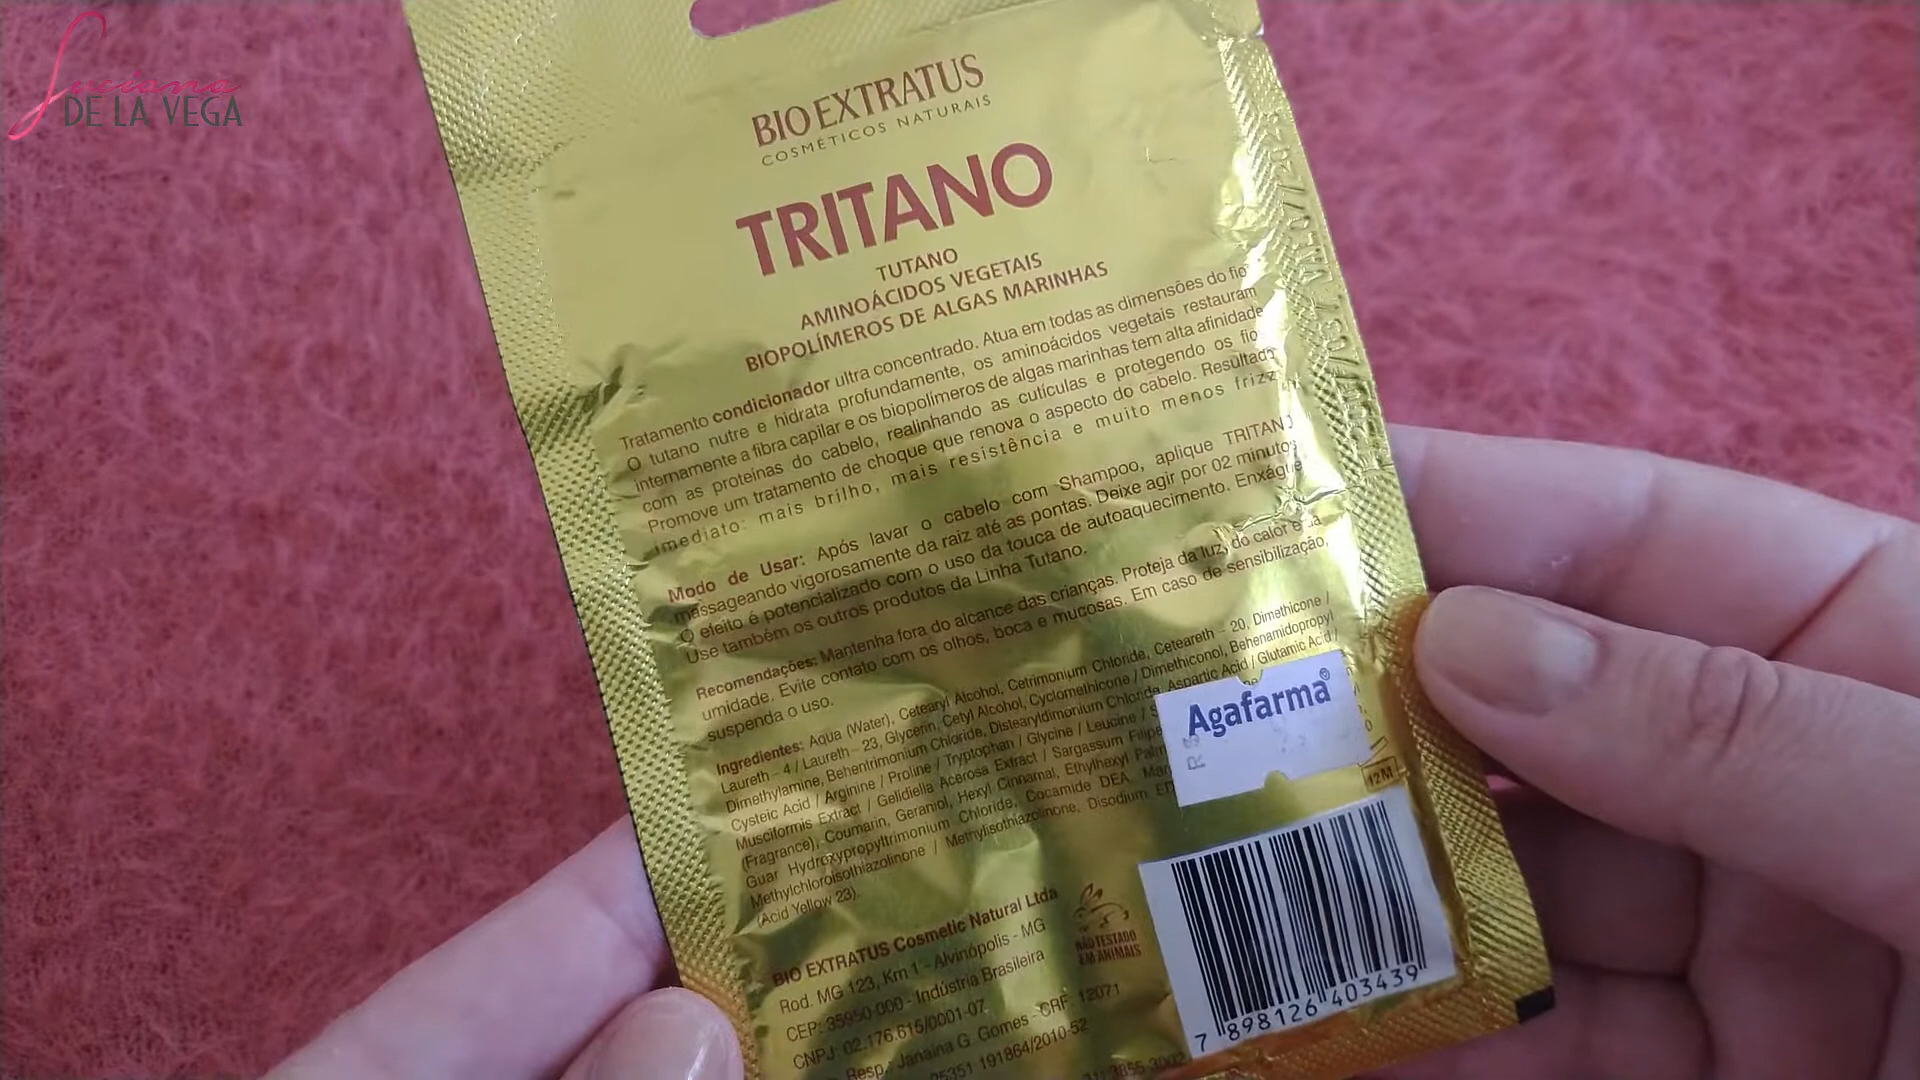 Luciana
DE LA VEGA
BIO EXTRATUS
COSMÉTICOS NATURAIS
TRITANO
TUTANO
AMINOÁCIDOS VEGETAIS
BIOPOLÍMEROS DE ALGAS MARINHAS
Tratamento condicionador ultra concentrado. Atua em todas as dimensões do fio
O tutano nutre e hidrata profundamente, os aminoácidos vegetais restauram
internamente a fibra capilar e os biopolímeros de algas marinhas tem alta afinidade
com as proteínas do cabelo, realinhando as cutículas e protegendo os fio
Promove um tratamento de choque que renova o aspecto do cabelo. Resultado
imediato: mais brilho, mais resistência e muito menos frizz
Modo de Usar: Após lavar o cabelo com Shampoo, aplique TRITANO
massageando vigorosamente da raiz até as pontas. Deixe agir por 02 minutos
O efeito é potencializado com o uso da touca de autoaquecimento. Enxágue
Use também os outros produtos da Linha Tutano.
Recomendações: Mantenha fora do alcance das crianças. Proteja da luz, do calor e da
umidade. Evite contato com os olhos, boca e mucosas. Em caso de sensibilização,
suspenda o uso.
Ingredientes: Aqua (Water), Cetearyl Alcohol, Cetrimonium Chloride, Ceteareth - 20, Dimethicone /
Laureth - 4 / Laureth - 23, Glycerin, Cetyl Alcohol, Cyclomethicone / Dimethiconol, Behenamidopropyl
Dimethylamine, Behentrimonium Chloride, Distearyldimonium Chloride, Aspartic Acid / Glutamic Acid /
Cysteic Acid / Arginine / Proline / Tryptophan / Glycine / Leucine / S
Musciformis Extract / Gelidiella Acerosa Extract / Sargassum Filipe
(Fragrance), Coumarin, Geraniol, Hexyl Cinnamal, Ethylhexyl Palm
Guar Hydroxypropyltrimonium Chloride, Cocamide DEA, Man
Methylchloroisothiazolinone / Methylisothiazolinone, Disodium ED
(Acid Yellow 23).
Agafarma®
12M
BIO EXTRATUS Cosmetic Natural Ltda
Rod. MG 123, Km 1 - Alvinópolis - MG
CEP: 35950-000 - Indústria Brasileira
CNPJ: 02.176.615/0001-07
Resp.: Janaina G. Gomes - CRF: 12071
25351 191864/2010-52
NÃO TESTADO
EM ANIMAIS
7 898126 403439